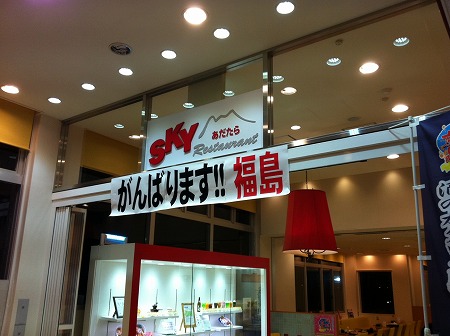 SKY
あだたら
Restaurant
がんばります!! 福島